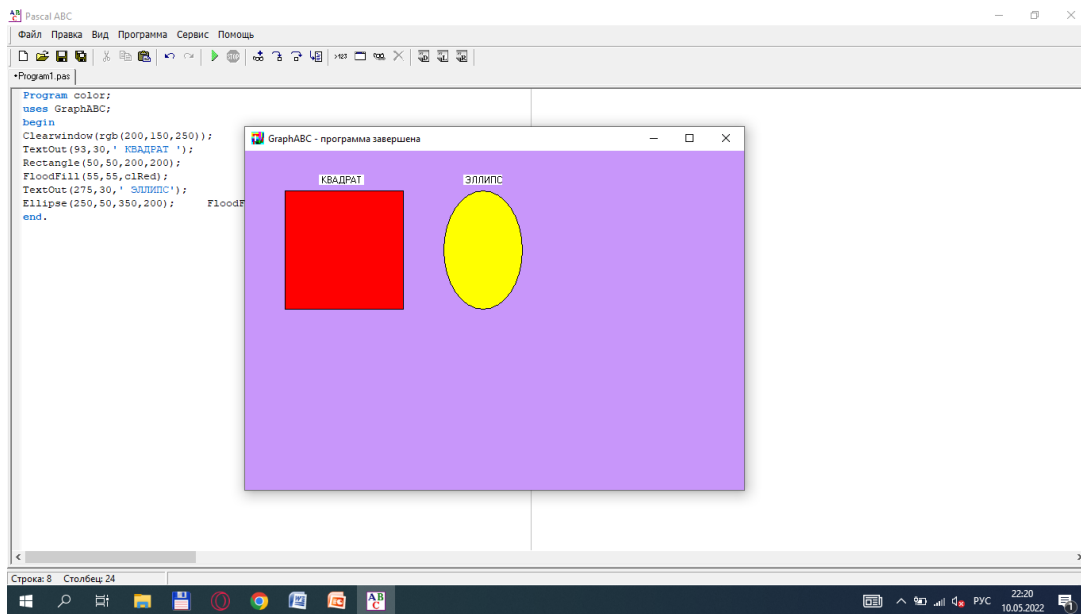 Pascal ABC
Файл Правка Вид Программа Сервис Помощь
•Program1.pas
Program color;
uses GraphABC;
begin
Clearwindow(rgb(200,150,250));
TextOut(93,30,' КВАДРАТ ');
Rectangle(50,50,200,200);
FloodFill(55,55,clRed);
TextOut(275,30,' ЭЛЛИПС');
Ellipse(250,50,350,200); FloodF
end.
GraphABC - программа завершена
КВАДРАТ ЭЛЛИПС
Строка: 8 Столбец: 24
РУС
22:20
10.05.2022